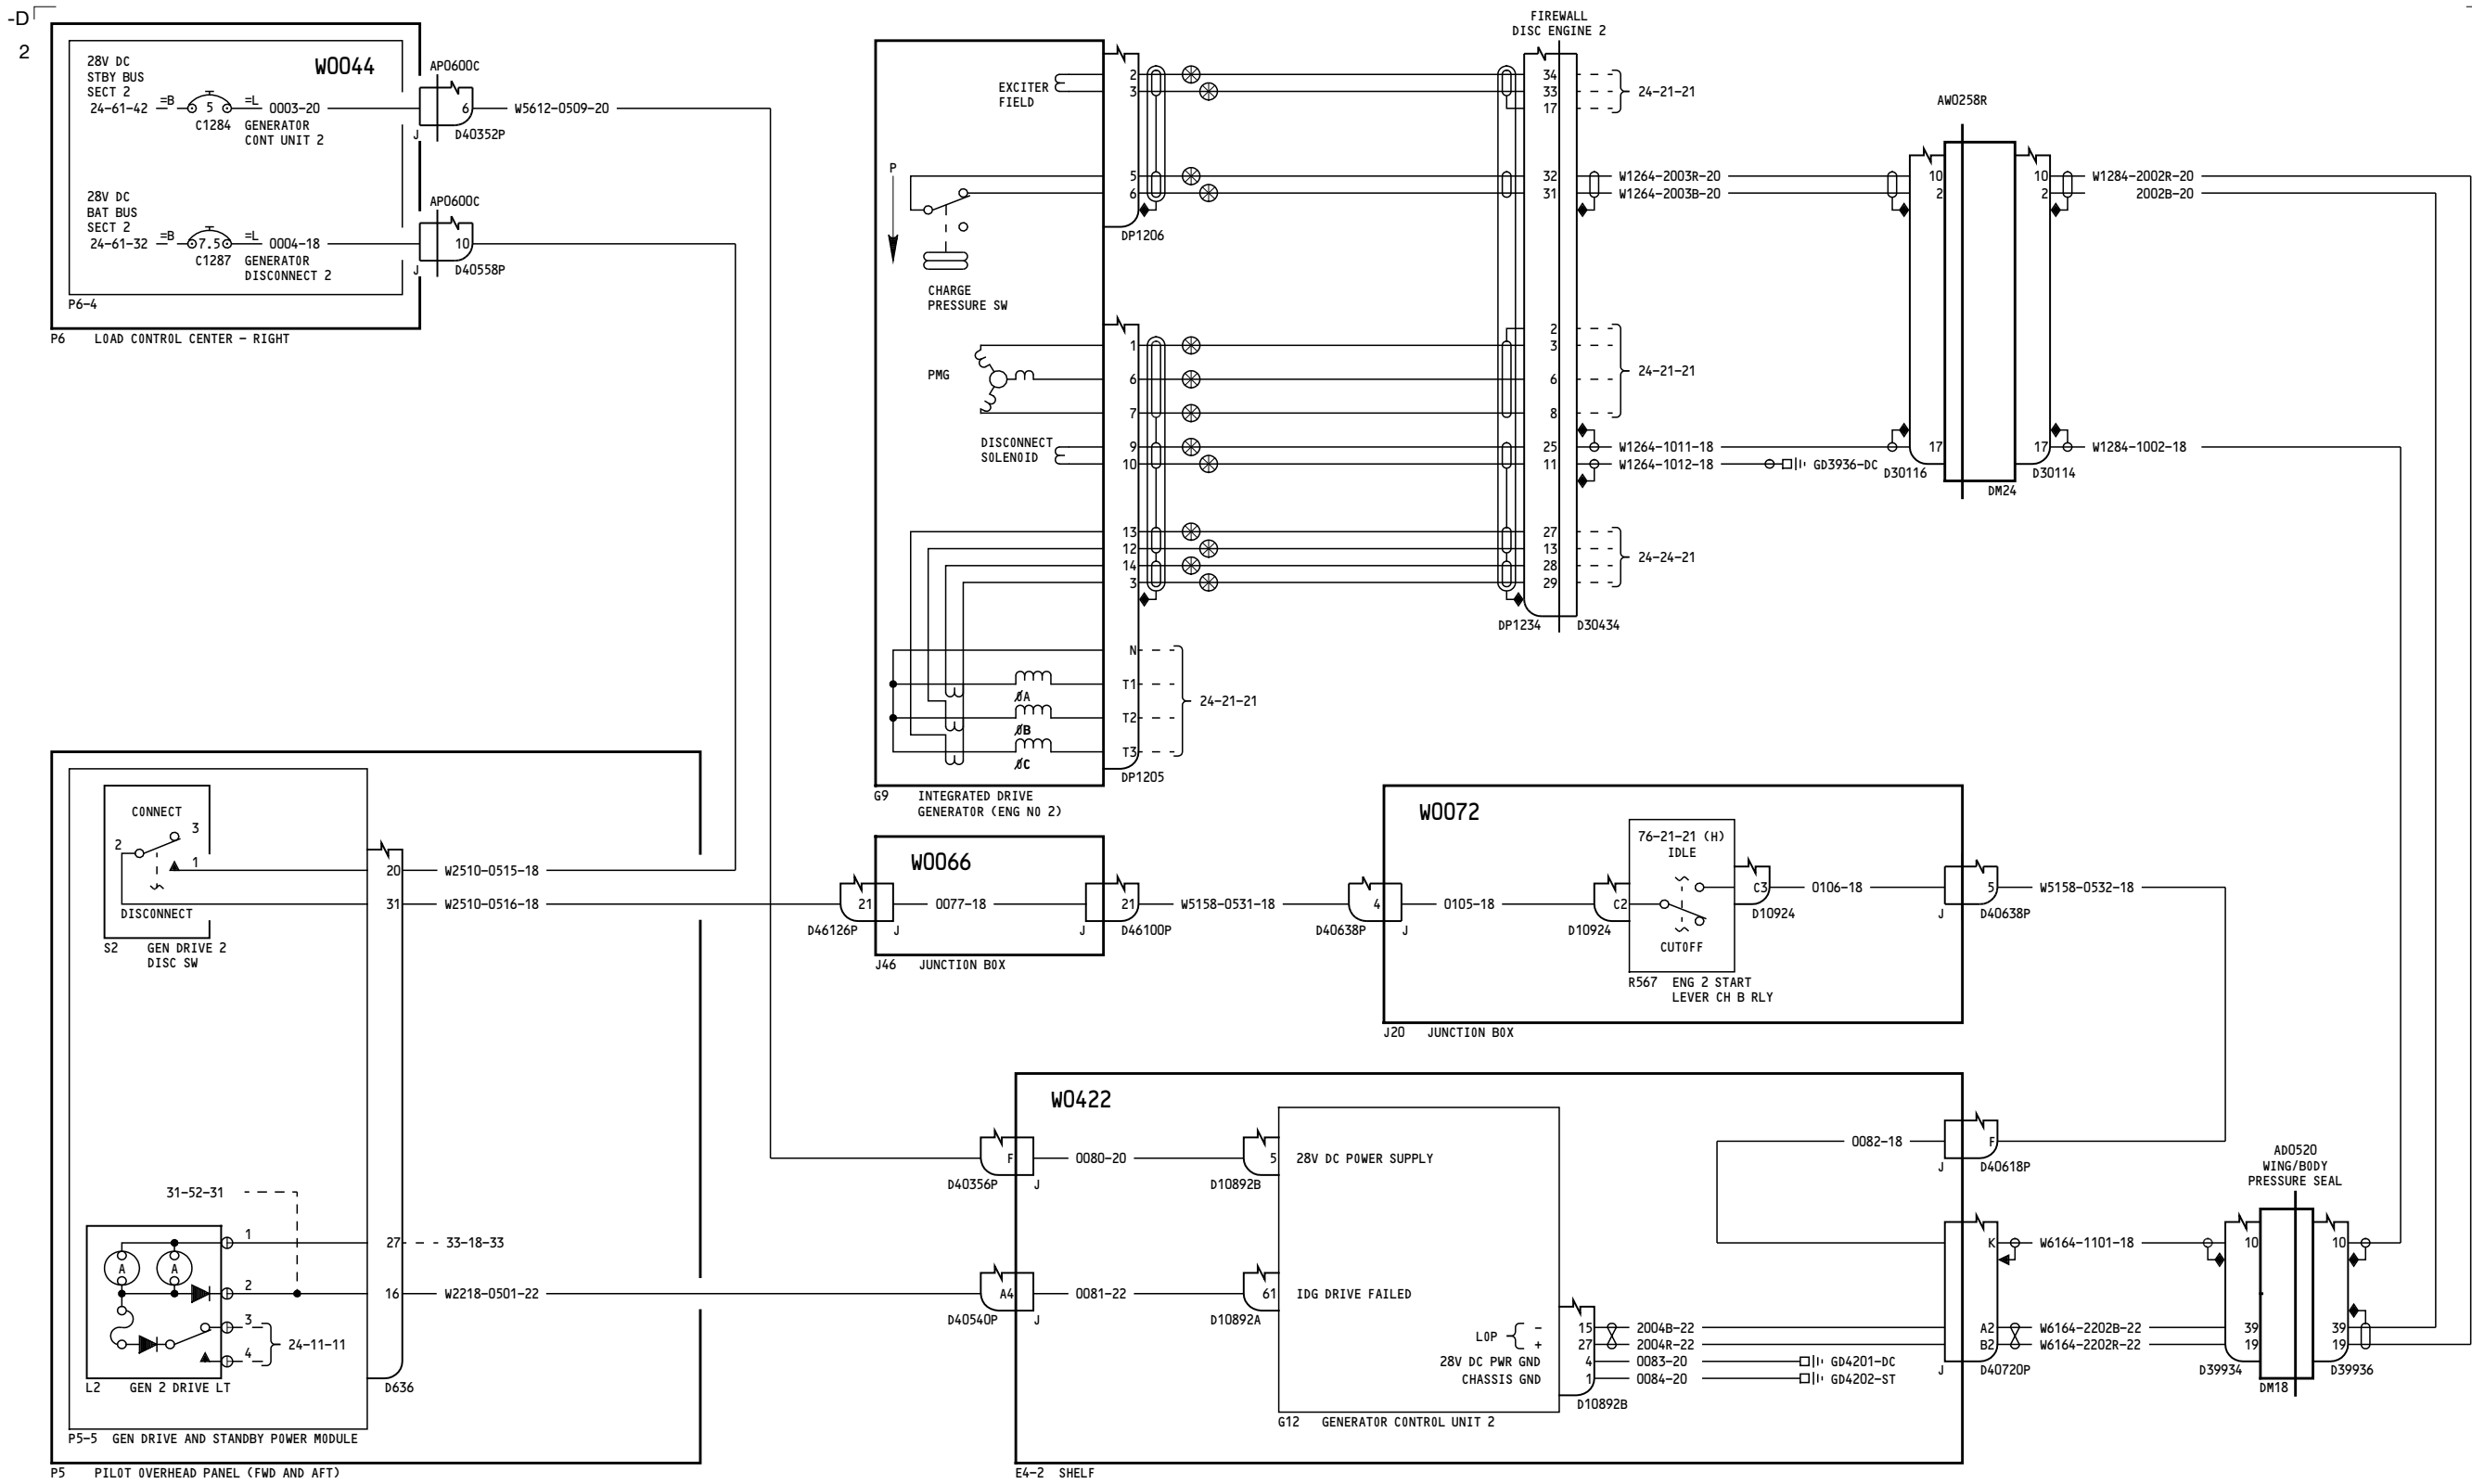 -D
2
28V DC
STBY BUS
SECT 2
24-61-42
=B
5
=L
0003-20
C1284
GENERATOR
CONT UNIT 2
W0044
AP0600C
6
W5612-0509-20
J
D40352P
28V DC
BAT BUS
SECT 2
24-61-32
=B
7.5
=L
0004-18
C1287
GENERATOR
DISCONNECT 2
AP0600C
10
J
D40558P
P6-4
P6 LOAD CONTROL CENTER - RIGHT
EXCITER
FIELD
2
3
P
5
6
DP1206
CHARGE
PRESSURE SW
PMG
1
6
7
DISCONNECT
SOLENOID
9
10
13
12
14
3
N
T1
ØA
T2
ØB
T3
ØC
24-21-21
DP1205
G9 INTEGRATED DRIVE
GENERATOR (ENG NO 2)
FIREWALL
DISC ENGINE 2
34
33
17
24-21-21
32
31
W1264-2003R-20
W1264-2003B-20
2
3
6
8
24-21-21
25
11
W1264-1011-18
W1264-1012-18
GD3936-DC
27
13
28
29
24-24-21
DP1234
D30434
AW0258R
10
2
17
D30116
DM24
10
2
17
D30114
W1284-2002R-20
2002B-20
W1284-1002-18
CONNECT
2
3
1
DISCONNECT
S2 GEN DRIVE 2
DISC SW
20
W2510-0515-18
31
W2510-0516-18
31-52-31
1
27
33-18-33
A
A
2
16
W2218-0501-22
3
4
24-11-11
L2 GEN 2 DRIVE LT
D636
P5-5 GEN DRIVE AND STANDBY POWER MODULE
P5 PILOT OVERHEAD PANEL (FWD AND AFT)
W0066
21
0077-18
21
W5158-0531-18
D46126P
J
J
D46100P
J46 JUNCTION BOX
W0072
76-21-21 (H)
IDLE
4
0105-18
C2
C3
0106-18
5
W5158-0532-18
D40638P
J
D10924
D10924
J
D40638P
CUTOFF
R567 ENG 2 START
LEVER CH B RLY
J20 JUNCTION BOX
W0422
F
0080-20
5
28V DC POWER SUPPLY
D40356P
J
D10892B
A4
0081-22
61
IDG DRIVE FAILED
D40540P
J
D10892A
LOP
-
+
15
2004B-22
27
2004R-22
28V DC PWR GND
4
0083-20
GD4201-DC
CHASSIS GND
1
0084-20
GD4202-ST
D10892B
G12 GENERATOR CONTROL UNIT 2
E4-2 SHELF
0082-18
F
J
D40618P
K
W6164-1101-18
A2
W6164-2202B-22
B2
W6164-2202R-22
J
D40720P
AD0520
WING/BODY
PRESSURE SEAL
10
39
19
D39934
DM18
10
39
19
D39936